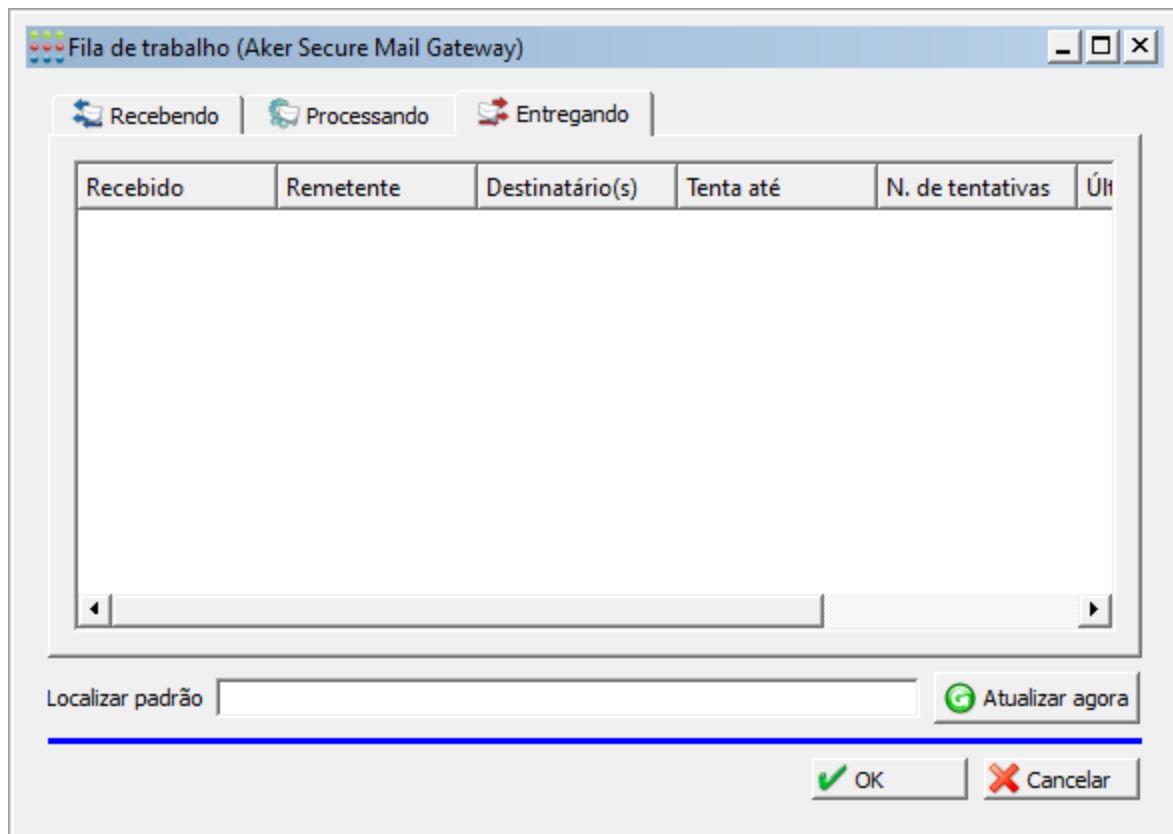 Fila de trabalho (Aker Secure Mail Gateway)
Recebendo Processando Entregando
Recebido Remetente Destinatário(s) Tenta até N. de tentativas Últ
Localizar padrão Atualizar agora
OK Cancelar